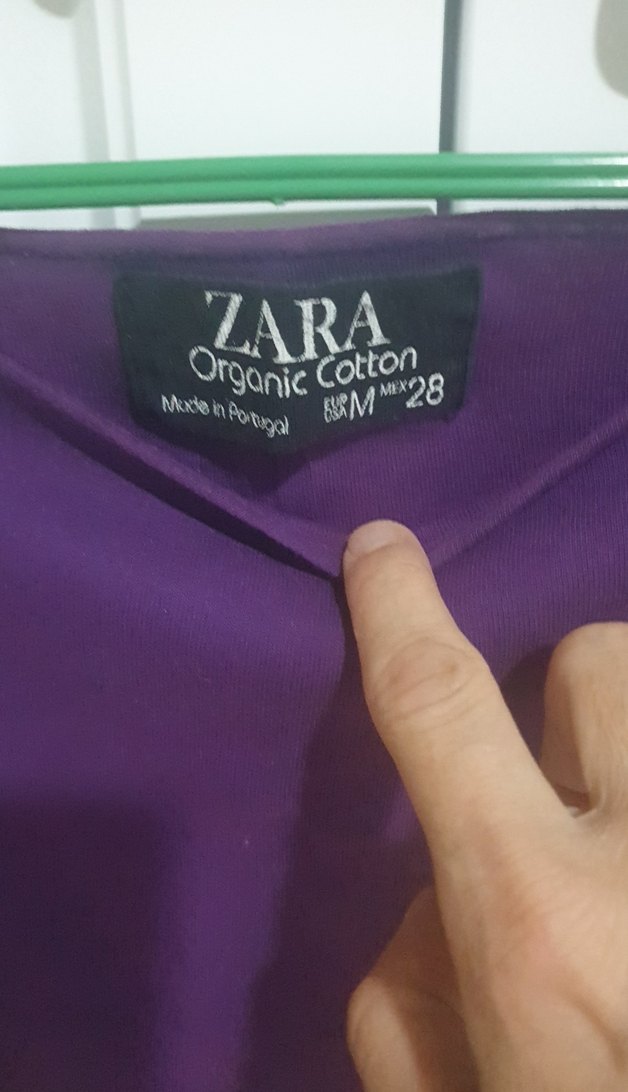 ZARA
Organic Cotton
Made in Portugal
EUR
USA M MEX 28